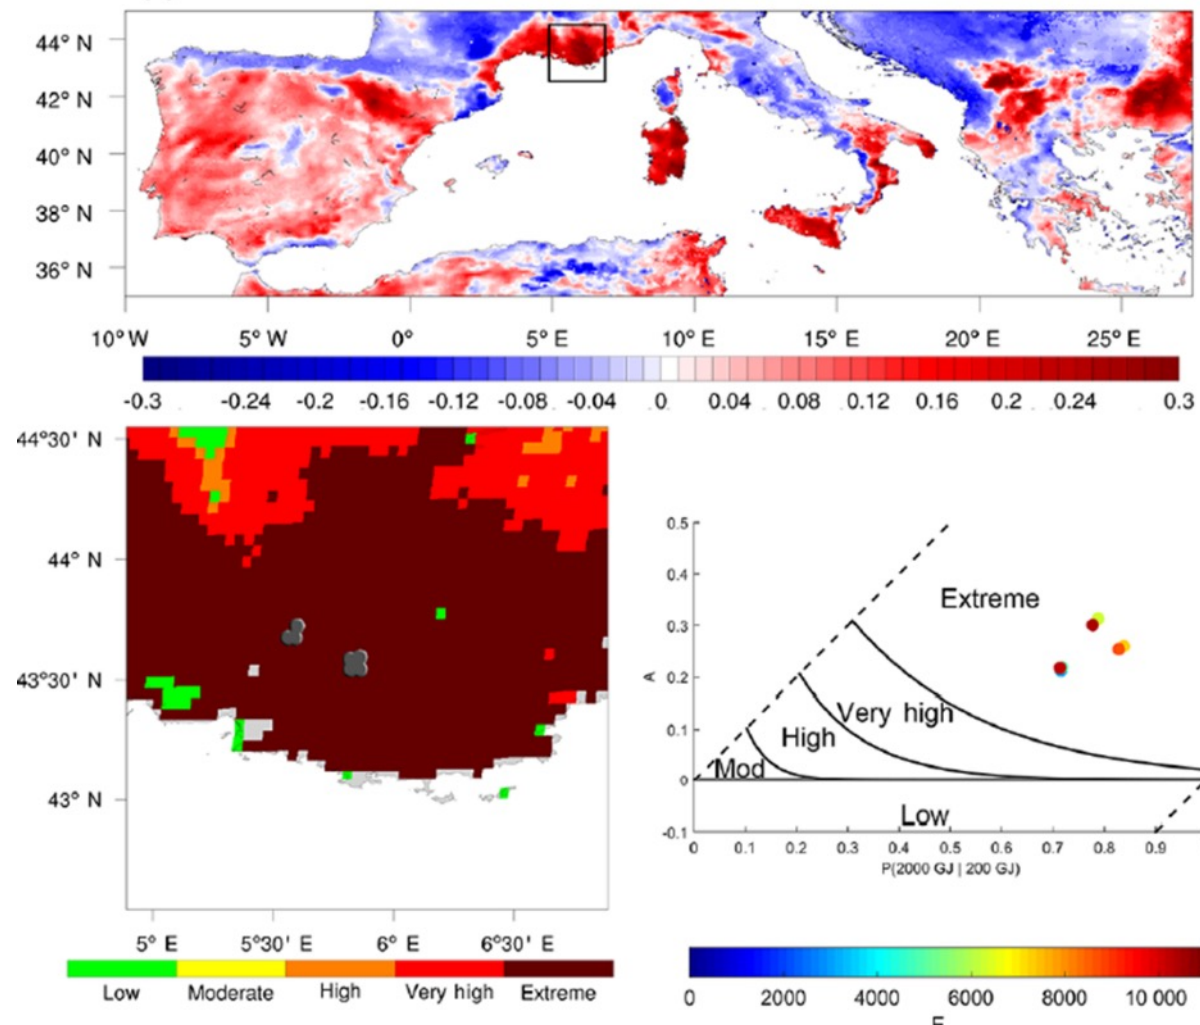 44° N
42° N
40° N
38° N
36° N
10° W 5° W 0° 5° E 10° E 15° E 20° E 25° E
-0.3 -0.24 -0.2 -0.16 -0.12 -0.08 -0.04 0 0.04 0.08 0.12 0.16 0.2 0.24 0.3
44°30' N
44° N
43°30' N
43° N
5° E 5°30' E 6° E 6°30' E
Low Moderate High Very high Extreme
0.5
0.4
0.3
0.2
0.1
0
-0.1
A
Extreme
Very high
High
Mod
Low
0 0.1 0.2 0.3 0.4 0.5 0.6 0.7 0.8 0.9
P(2000 GJ | 200 GJ)
0 2000 4000 6000 8000 10 000